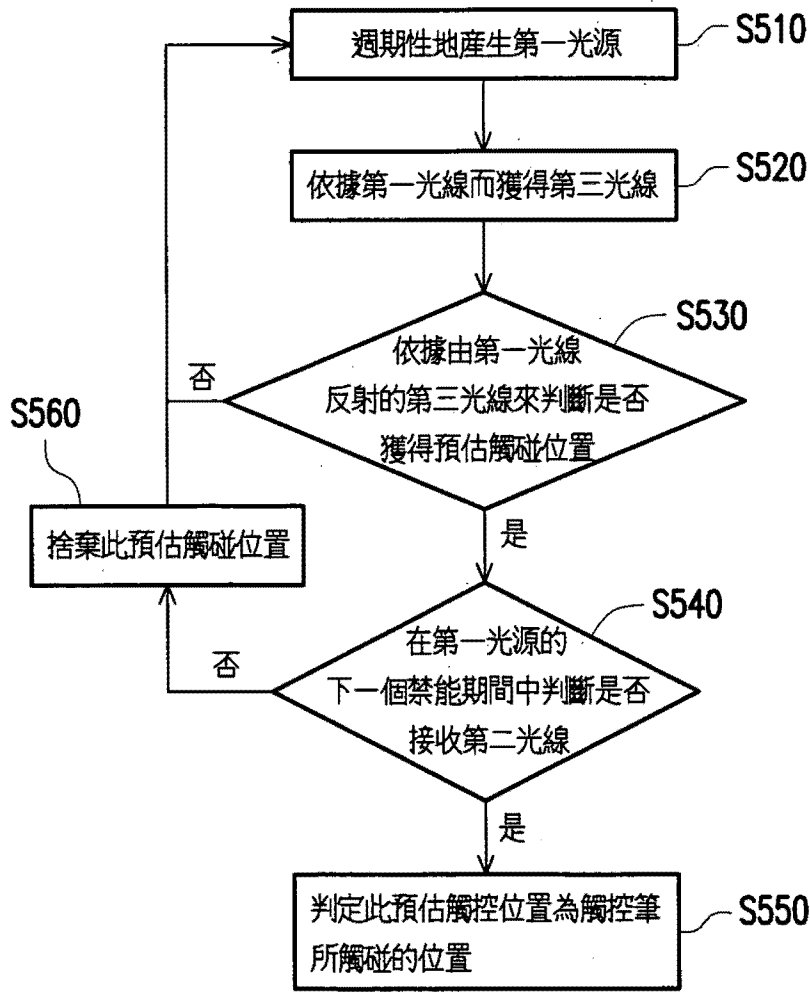 週期性地產生第一光源
S510
依據第一光線而獲得第三光線
S520
依據由第一光線
反射的第三光線來判斷是否
獲得預估觸碰位置
S530
否
是
S560
捨棄此預估觸碰位置
在第一光源的
下一個禁能期間中判斷是否
接收第二光線
S540
否
是
判定此預估觸控位置為觸控筆
所觸碰的位置
S550